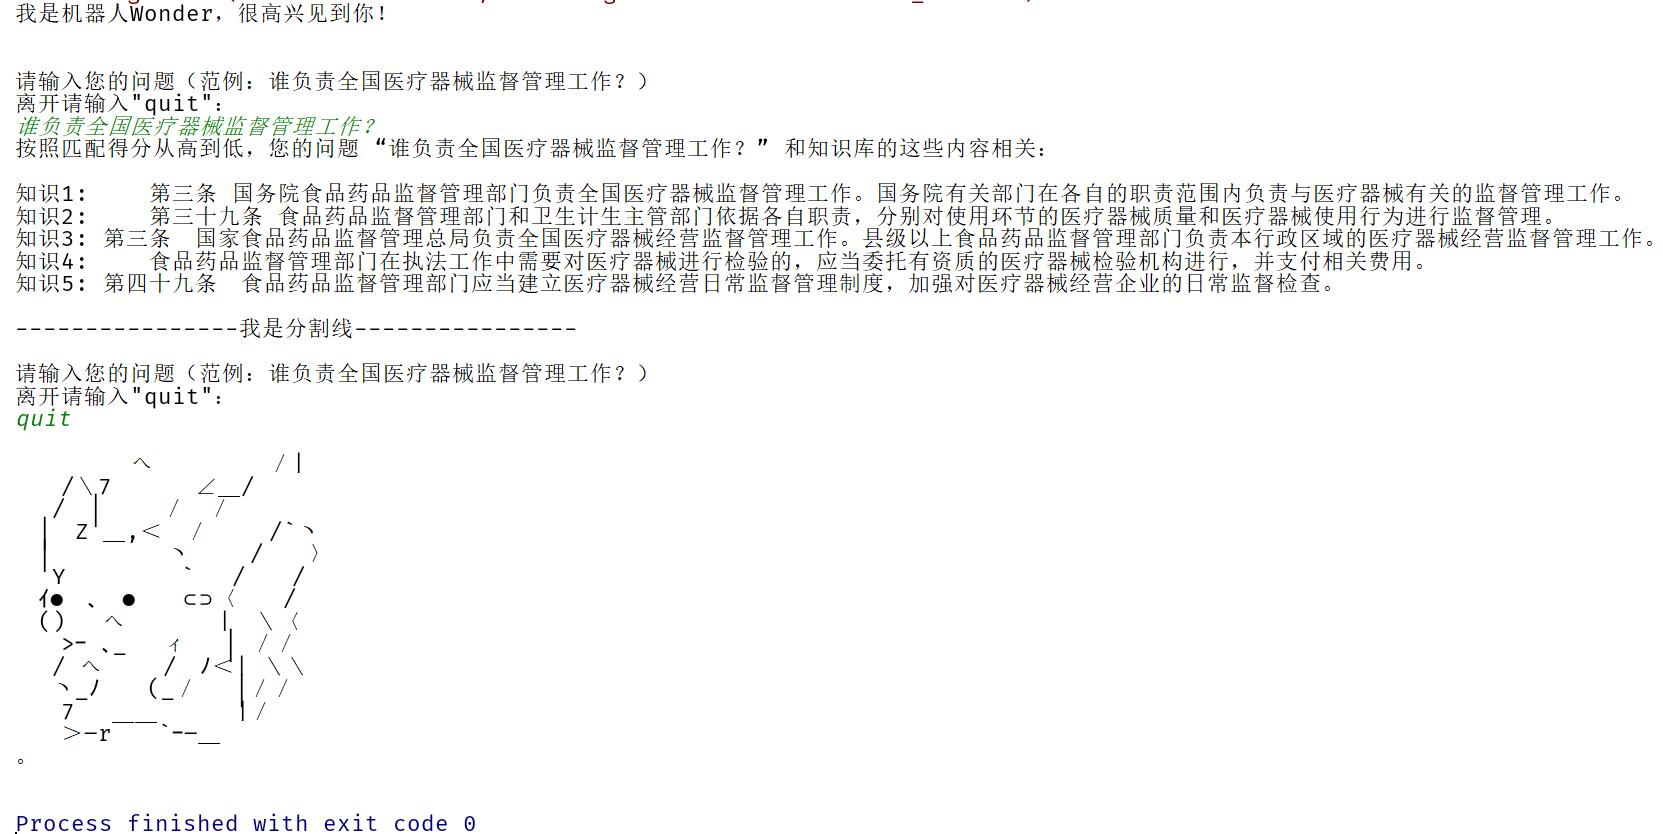 我是机器人Wonder，很高兴见到你！
请输入您的问题（范例：谁负责全国医疗器械监督管理工作？）
离开请输入"quit"：
谁负责全国医疗器械监督管理工作？
按照匹配得分从高到低，您的问题 “谁负责全国医疗器械监督管理工作？” 和知识库的这些内容相关：
知识1:　　第三条 国务院食品药品监督管理部门负责全国医疗器械监督管理工作。国务院有关部门在各自的职责范围内负责与医疗器械有关的监督管理工作。
知识2:　　第三十九条 食品药品监督管理部门和卫生计生主管部门依据各自职责，分别对使用环节的医疗器械质量和医疗器械使用行为进行监督管理。
知识3: 第三条　国家食品药品监督管理总局负责全国医疗器械经营监督管理工作。县级以上食品药品监督管理部门负责本行政区域的医疗器械经营监督管理工作。
知识4:　　食品药品监督管理部门在执法工作中需要对医疗器械进行检验的，应当委托有资质的医疗器械检验机构进行，并支付相关费用。
知识5: 第四十九条　食品药品监督管理部门应当建立医疗器械经营日常监督管理制度，加强对医疗器械经营企业的日常监督检查。
----------------我是分割线----------------
请输入您的问题（范例：谁负责全国医疗器械监督管理工作？）
离开请输入"quit"：
quit
。
Process finished with exit code 0